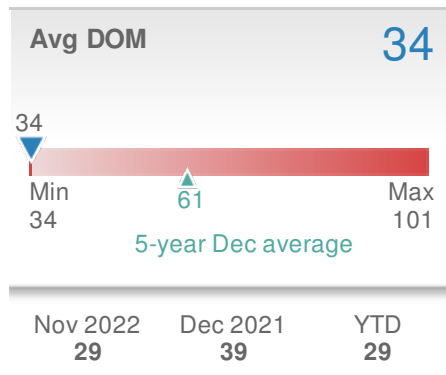 Avg DOM 34
34
Min 61 Max
34 101
5-year Dec average
Nov 2022 Dec 2021 YTD
29 39 29